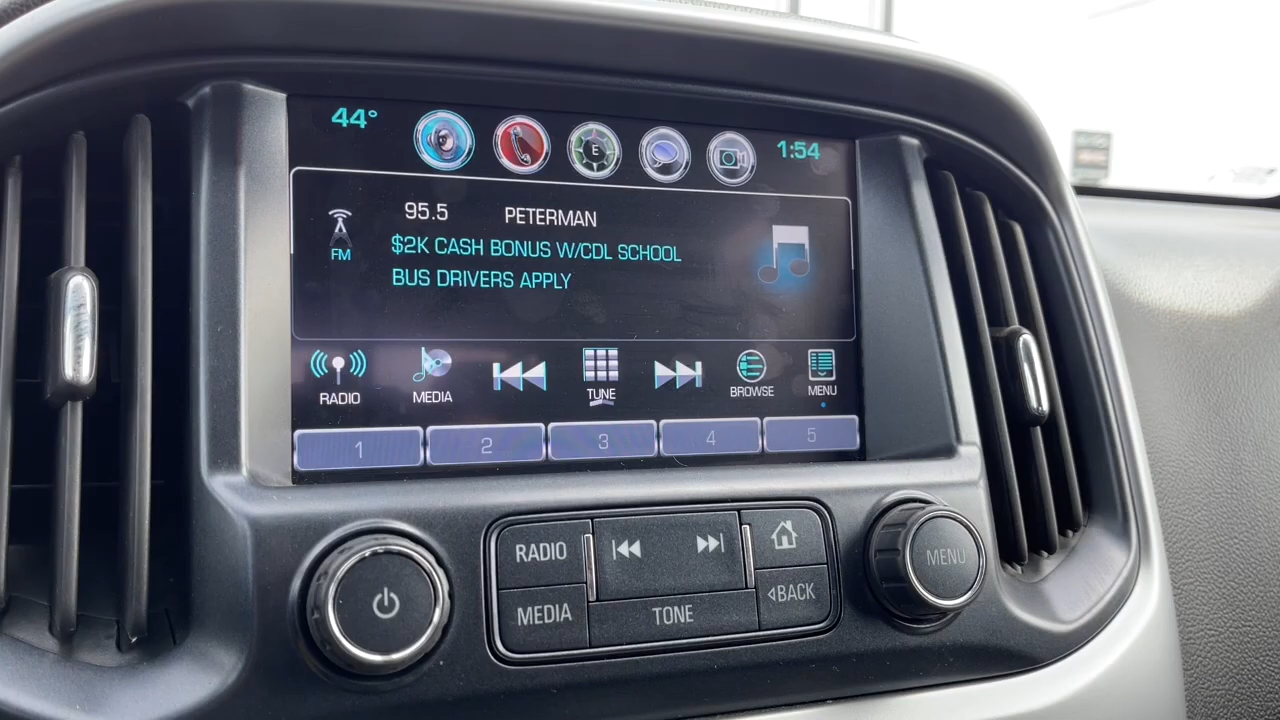 44° E 1:54
95.5 PETERMAN
FM
$2K CASH BONUS W/CDL SCHOOL
BUS DRIVERS APPLY
RADIO MEDIA TUNE BROWSE MENU
1 2 3 4 5
RADIO
MENU
MEDIA TONE ◁BACK